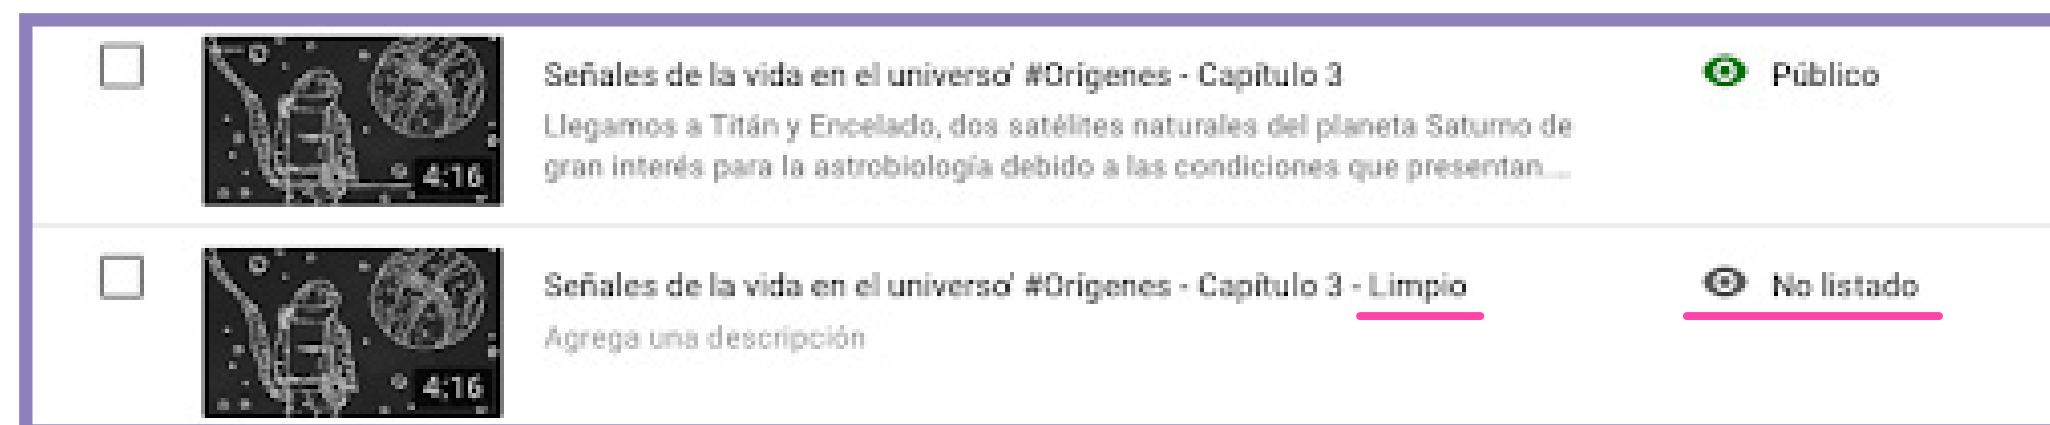 Señales de la vida en el universo' #Orígenes - Capítulo 3
Público
Llegamos a Titán y Encelado, dos satélites naturales del planeta Saturno de
gran interés para la astrobiología debido a las condiciones que presentan...
4:16
Señales de la vida en el universo' #Orígenes - Capítulo 3 - Limpio
No listado
Agrega una descripción
4:16